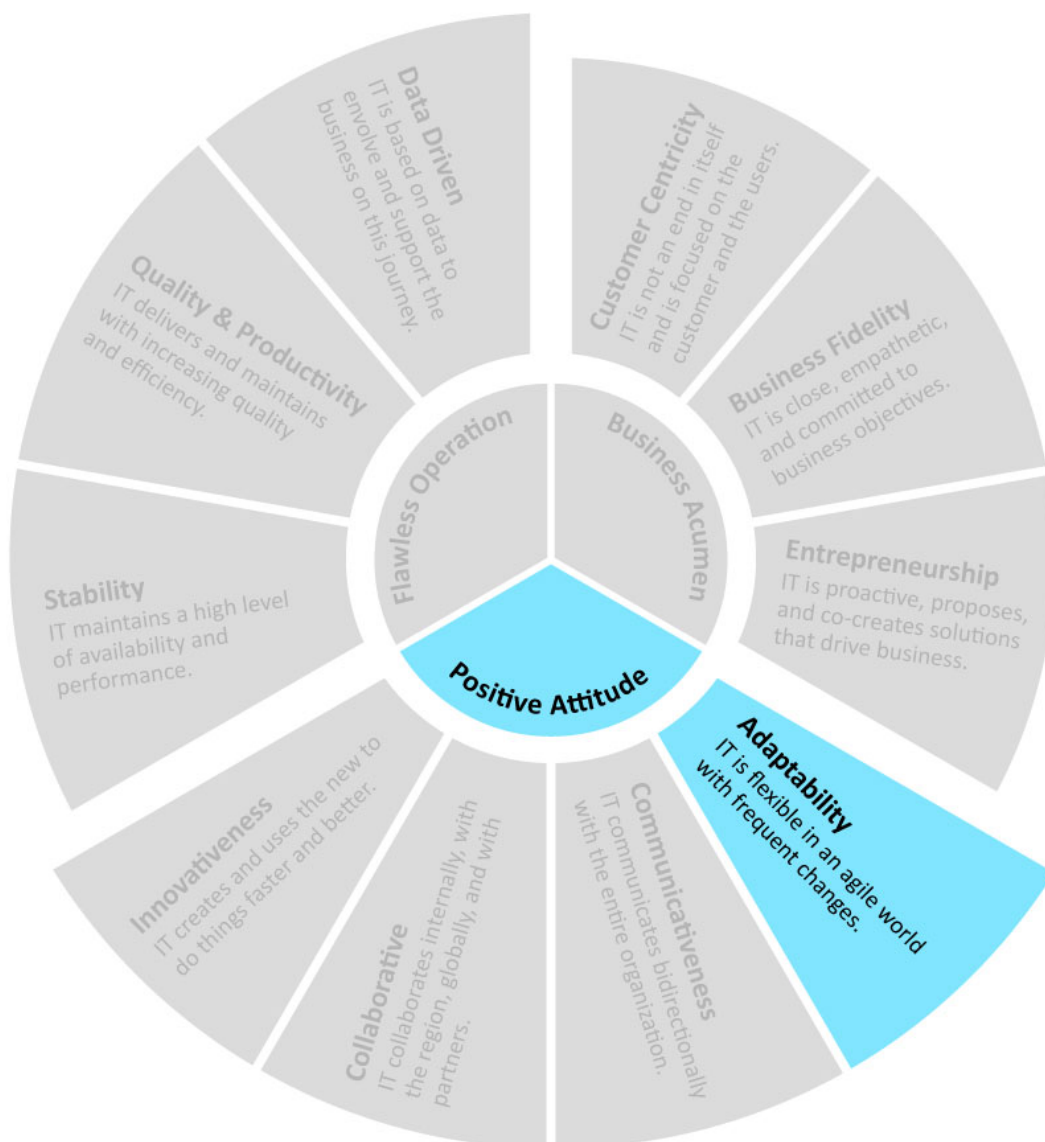 Data Driven
IT is based on data to
envolve and support the
business on this journey.
Customer Centricity
IT is not an end in itself
and is focused on the
customer and the users.
Quality & Productivity
IT delivers and maintains
with increasing quality
and efficiency.
Business Fidelity
IT is close, empathetic,
and committed to
business objectives.
Flawless Operation
Business Acumen
Stability
IT maintains a high level
of availability and
performance.
Entrepreneurship
IT is proactive, proposes,
and co-creates solutions
that drive business.
Positive Attitude
Innovativeness
IT creates and uses the new to
do things faster and better.
Collaborative
IT collaborates internally, with
the region, globally, and with
partners.
Communicativeness
IT communicates bidirectionally
with the entire organization.
Adaptability
IT is flexible in an agile world
with frequent changes.